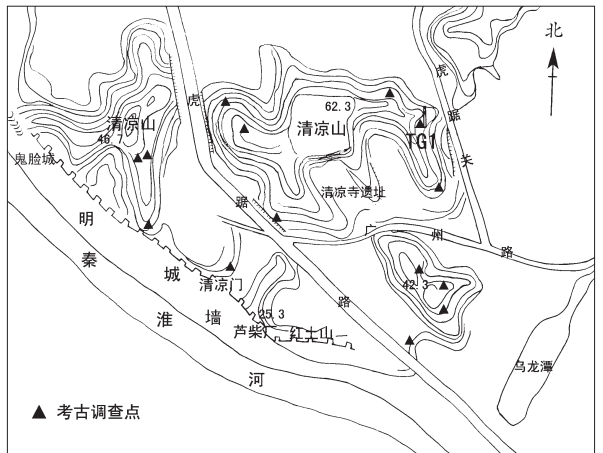 北
虎踞关
虎踞路
清凉山
46.7
62.3
清凉山
TG1
鬼脸城
清凉寺遗址
广州路
明城墙
秦淮河
清凉门
42.3
25.3
芦柴厂
红土山
乌龙潭
▲ 考古调查点